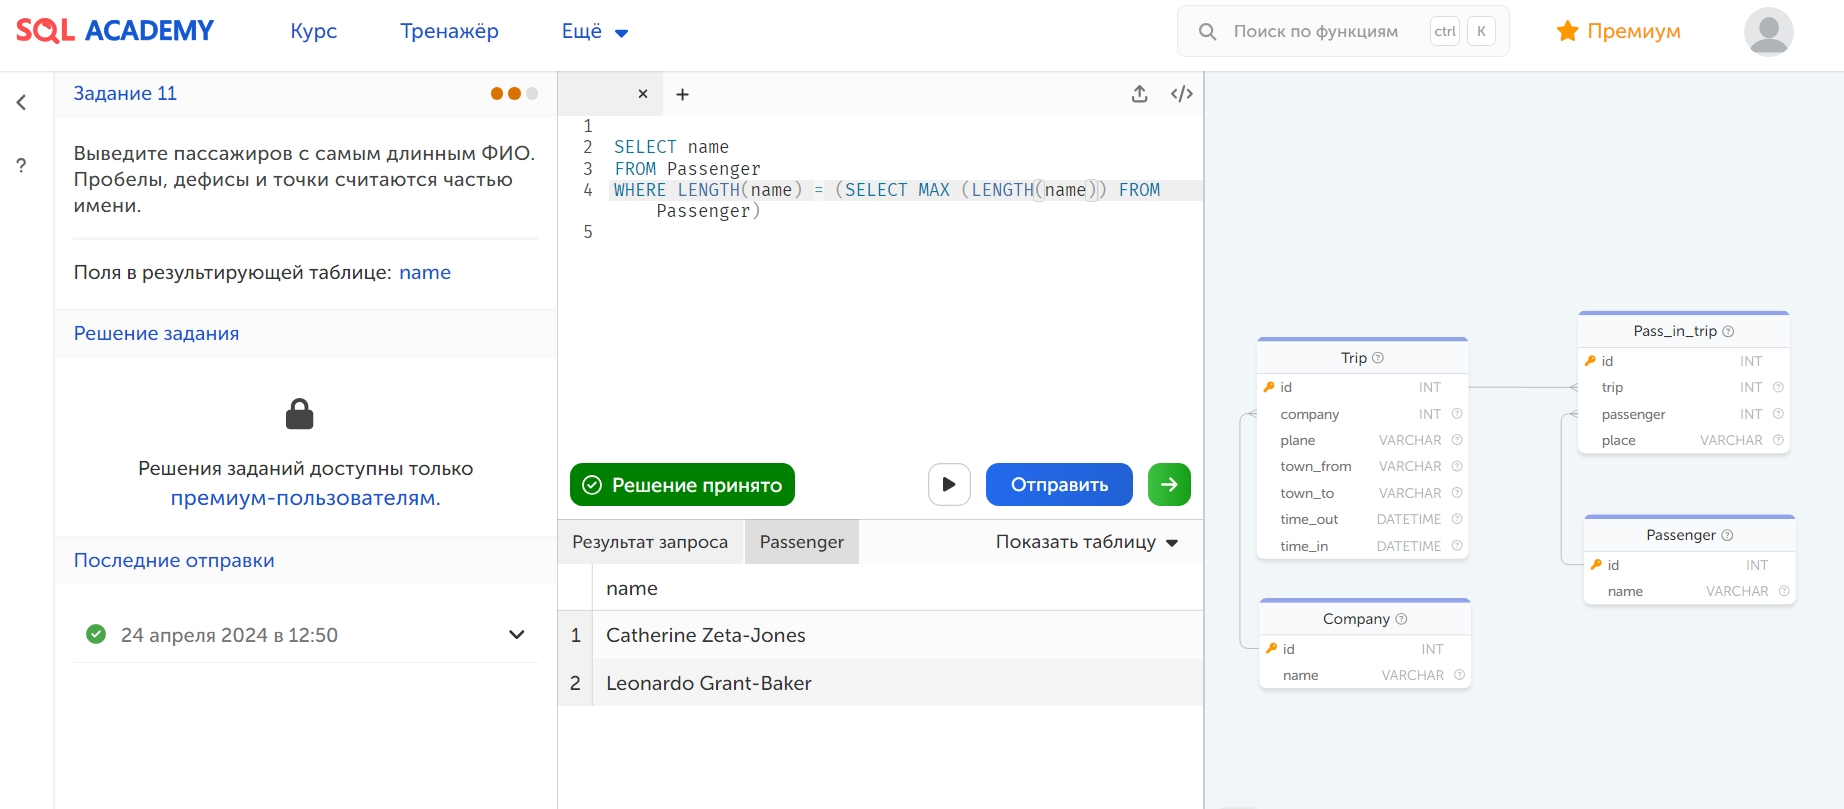 SQL ACADEMY
Курс
Тренажёр
Ещё
Поиск по функциям
ctrl
K
Премиум
Задание 11
Выведите пассажиров с самым длинным ФИО.
Пробелы, дефисы и точки считаются частью
имени.
Поля в результирующей таблице: name
Решение задания
Решения заданий доступны только
премиум-пользователям.
Последние отправки
24 апреля 2024 в 12:50
× +
</>
1
2 SELECT name
3 FROM Passenger
4 WHERE LENGTH(name) = (SELECT MAX (LENGTH(name)) FROM
Passenger)
5
Решение принято
Отправить
Результат запроса
Passenger
Показать таблицу
name
1 Catherine Zeta-Jones
2 Leonardo Grant-Baker
Trip ?
id INT
company INT ?
plane VARCHAR ?
town_from VARCHAR ?
town_to VARCHAR ?
time_out DATETIME ?
time_in DATETIME ?
Company ?
id INT
name VARCHAR ?
Pass_in_trip ?
id INT
trip INT ?
passenger INT ?
place VARCHAR ?
Passenger ?
id INT
name VARCHAR ?
?